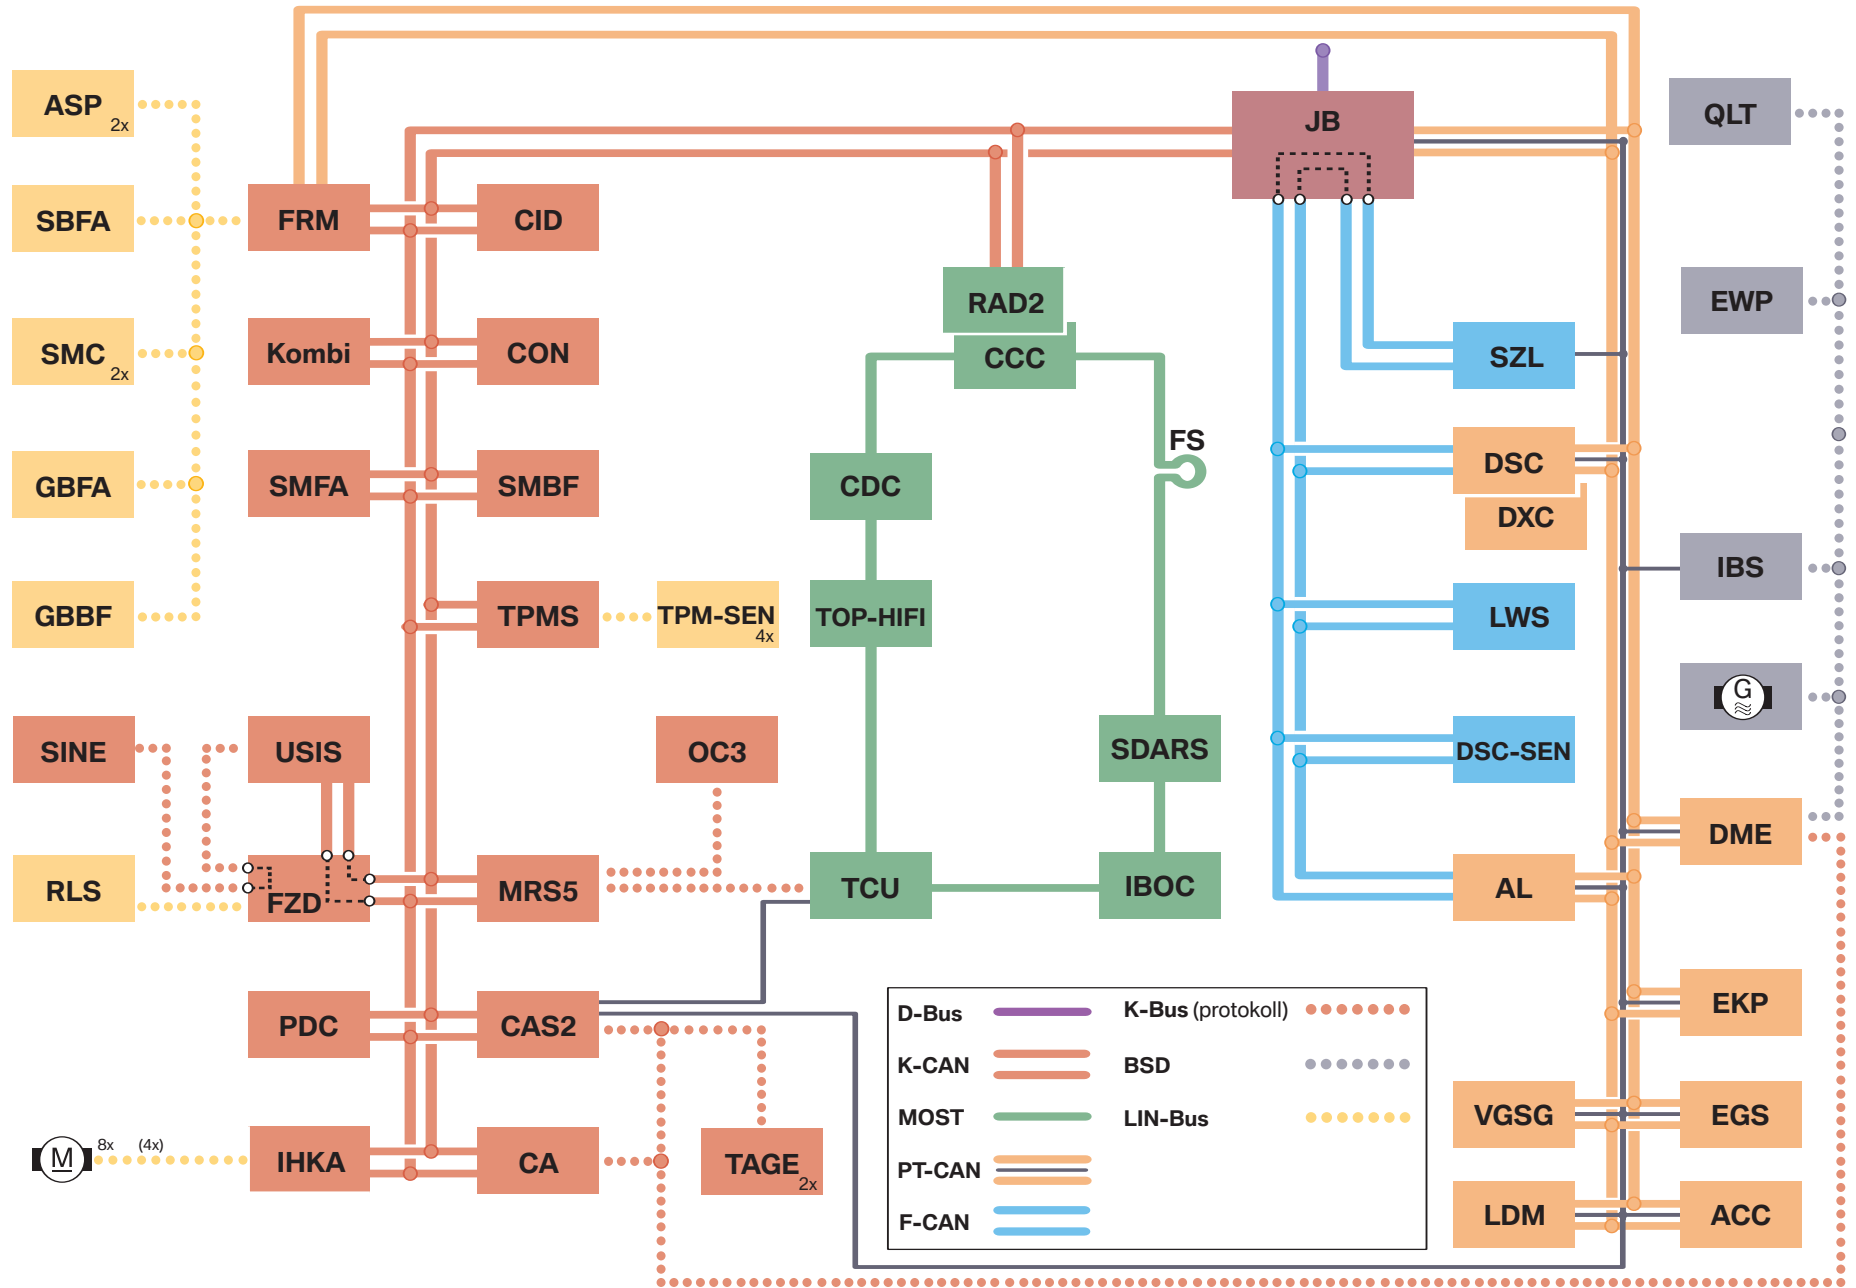 JB
ASP
2x
QLT
SBFA
FRM
CID
RAD2
EWP
SMC
2x
Kombi
CON
CCC
SZL
FS
GBFA
SMFA
SMBF
CDC
DSC
DXC
IBS
GBBF
TPMS
TPM-SEN
4x
TOP-HIFI
LWS
G
SINE
USIS
OC3
SDARS
DSC-SEN
DME
RLS
FZD
MRS5
TCU
IBOC
AL
PDC
CAS2
EKP
D-Bus
K-Bus (protokoll)
K-CAN
BSD
MOST
LIN-Bus
PT-CAN
F-CAN
VGSG
EGS
M
8x (4x)
IHKA
CA
TAGE
2x
LDM
ACC